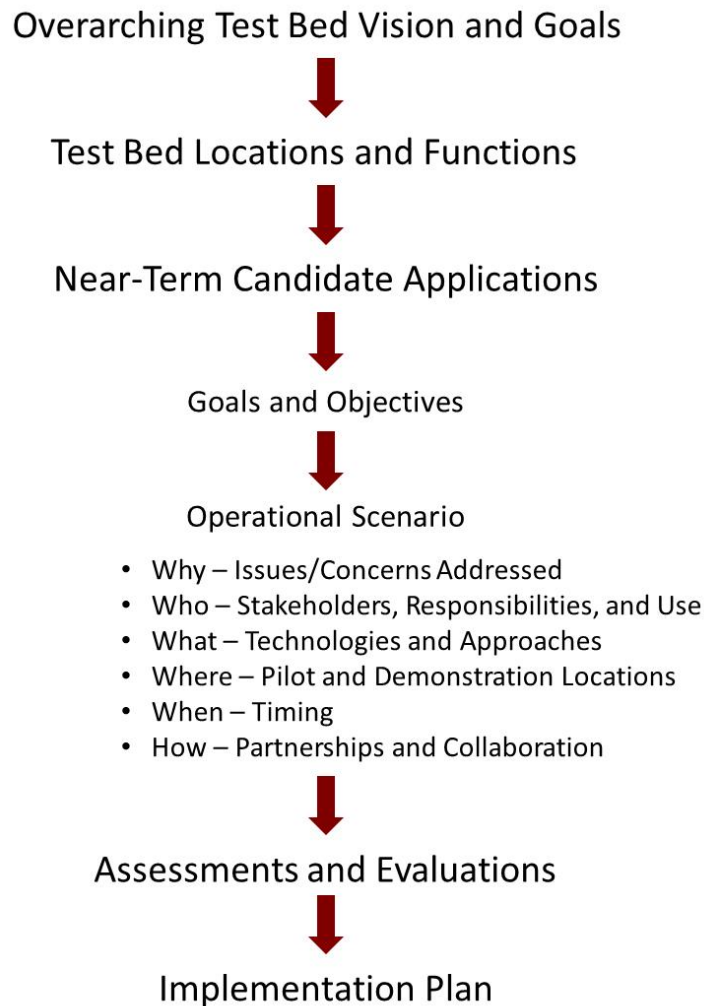 Overarching Test Bed Vision and Goals
Test Bed Locations and Functions
Near-Term Candidate Applications
Goals and Objectives
Operational Scenario
• Why – Issues/Concerns Addressed
• Who – Stakeholders, Responsibilities, and Use
• What – Technologies and Approaches
• Where – Pilot and Demonstration Locations
• When – Timing
• How – Partnerships and Collaboration
Assessments and Evaluations
Implementation Plan